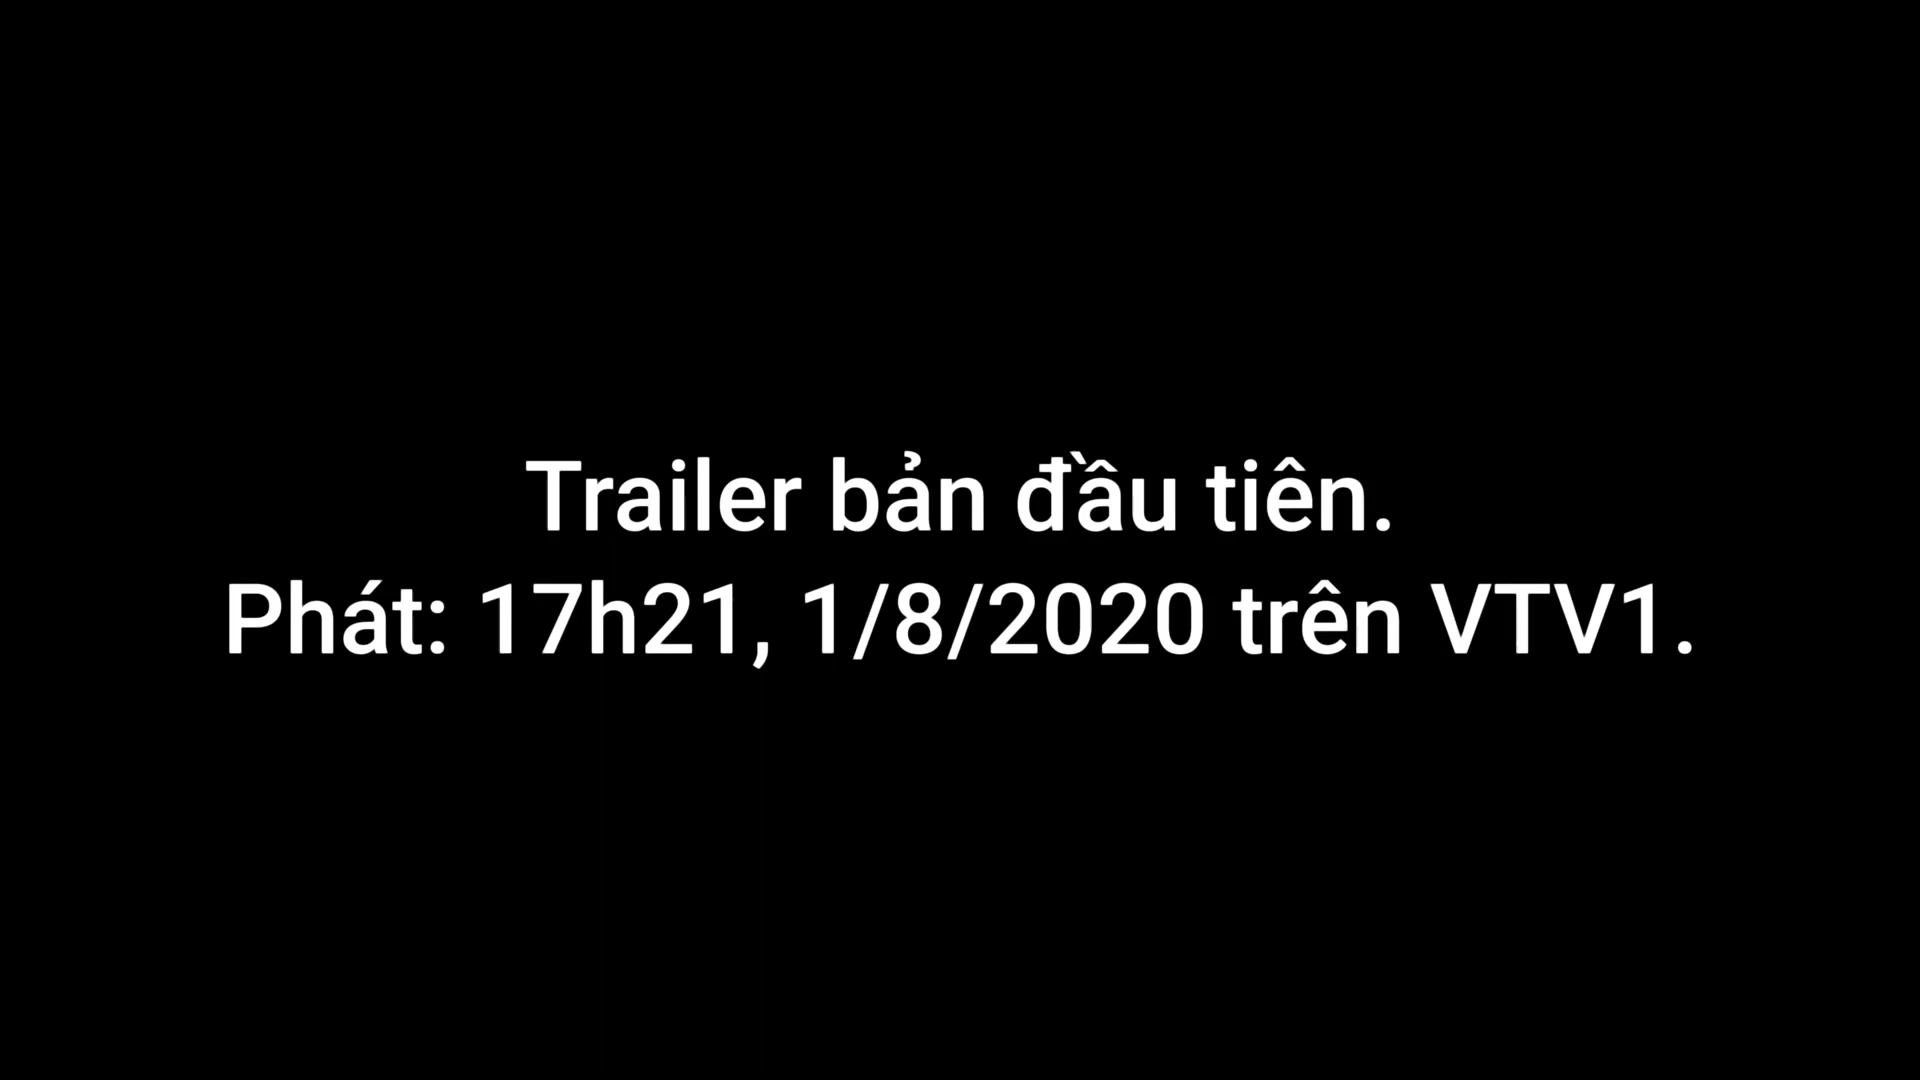 Trailer bản đầu tiên.
Phát: 17h21, 1/8/2020 trên VTV1.